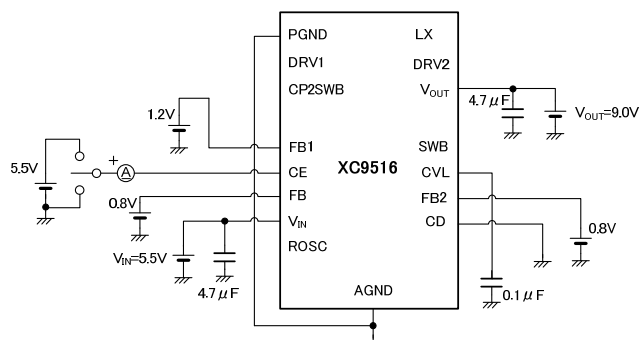 PGND
LX
DRV1
DRV2
CP2SWB
VOUT
4.7μF
VOUT=9.0V
1.2V
FB1
SWB
5.5V
+
A
CE
XC9516
CVL
FB
FB2
0.8V
VIN
CD
0.8V
VIN=5.5V
ROSC
4.7μF
AGND
0.1μF